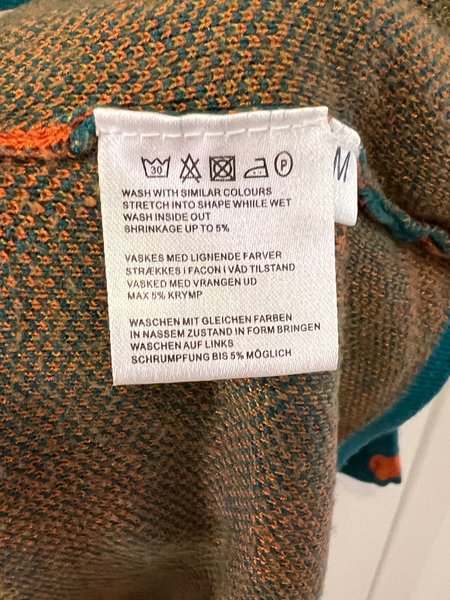 30 P
M
WASH WITH SIMILAR COLOURS
STRETCH INTO SHAPE WHIILE WET
WASH INSIDE OUT
SHRINKAGE UP TO 5%
VASKES MED LIGNENDE FARVER
STRÆKKES I FACON I VÅD TILSTAND
VASKED MED VRANGEN UD
MAX 5% KRYMP
WASCHEN MIT GLEICHEN FARBEN
IN NASSEM ZUSTAND IN FORM BRINGEN
WASCHEN AUF LINKS
SCHRUMPFUNG BIS 5% MÖGLICH